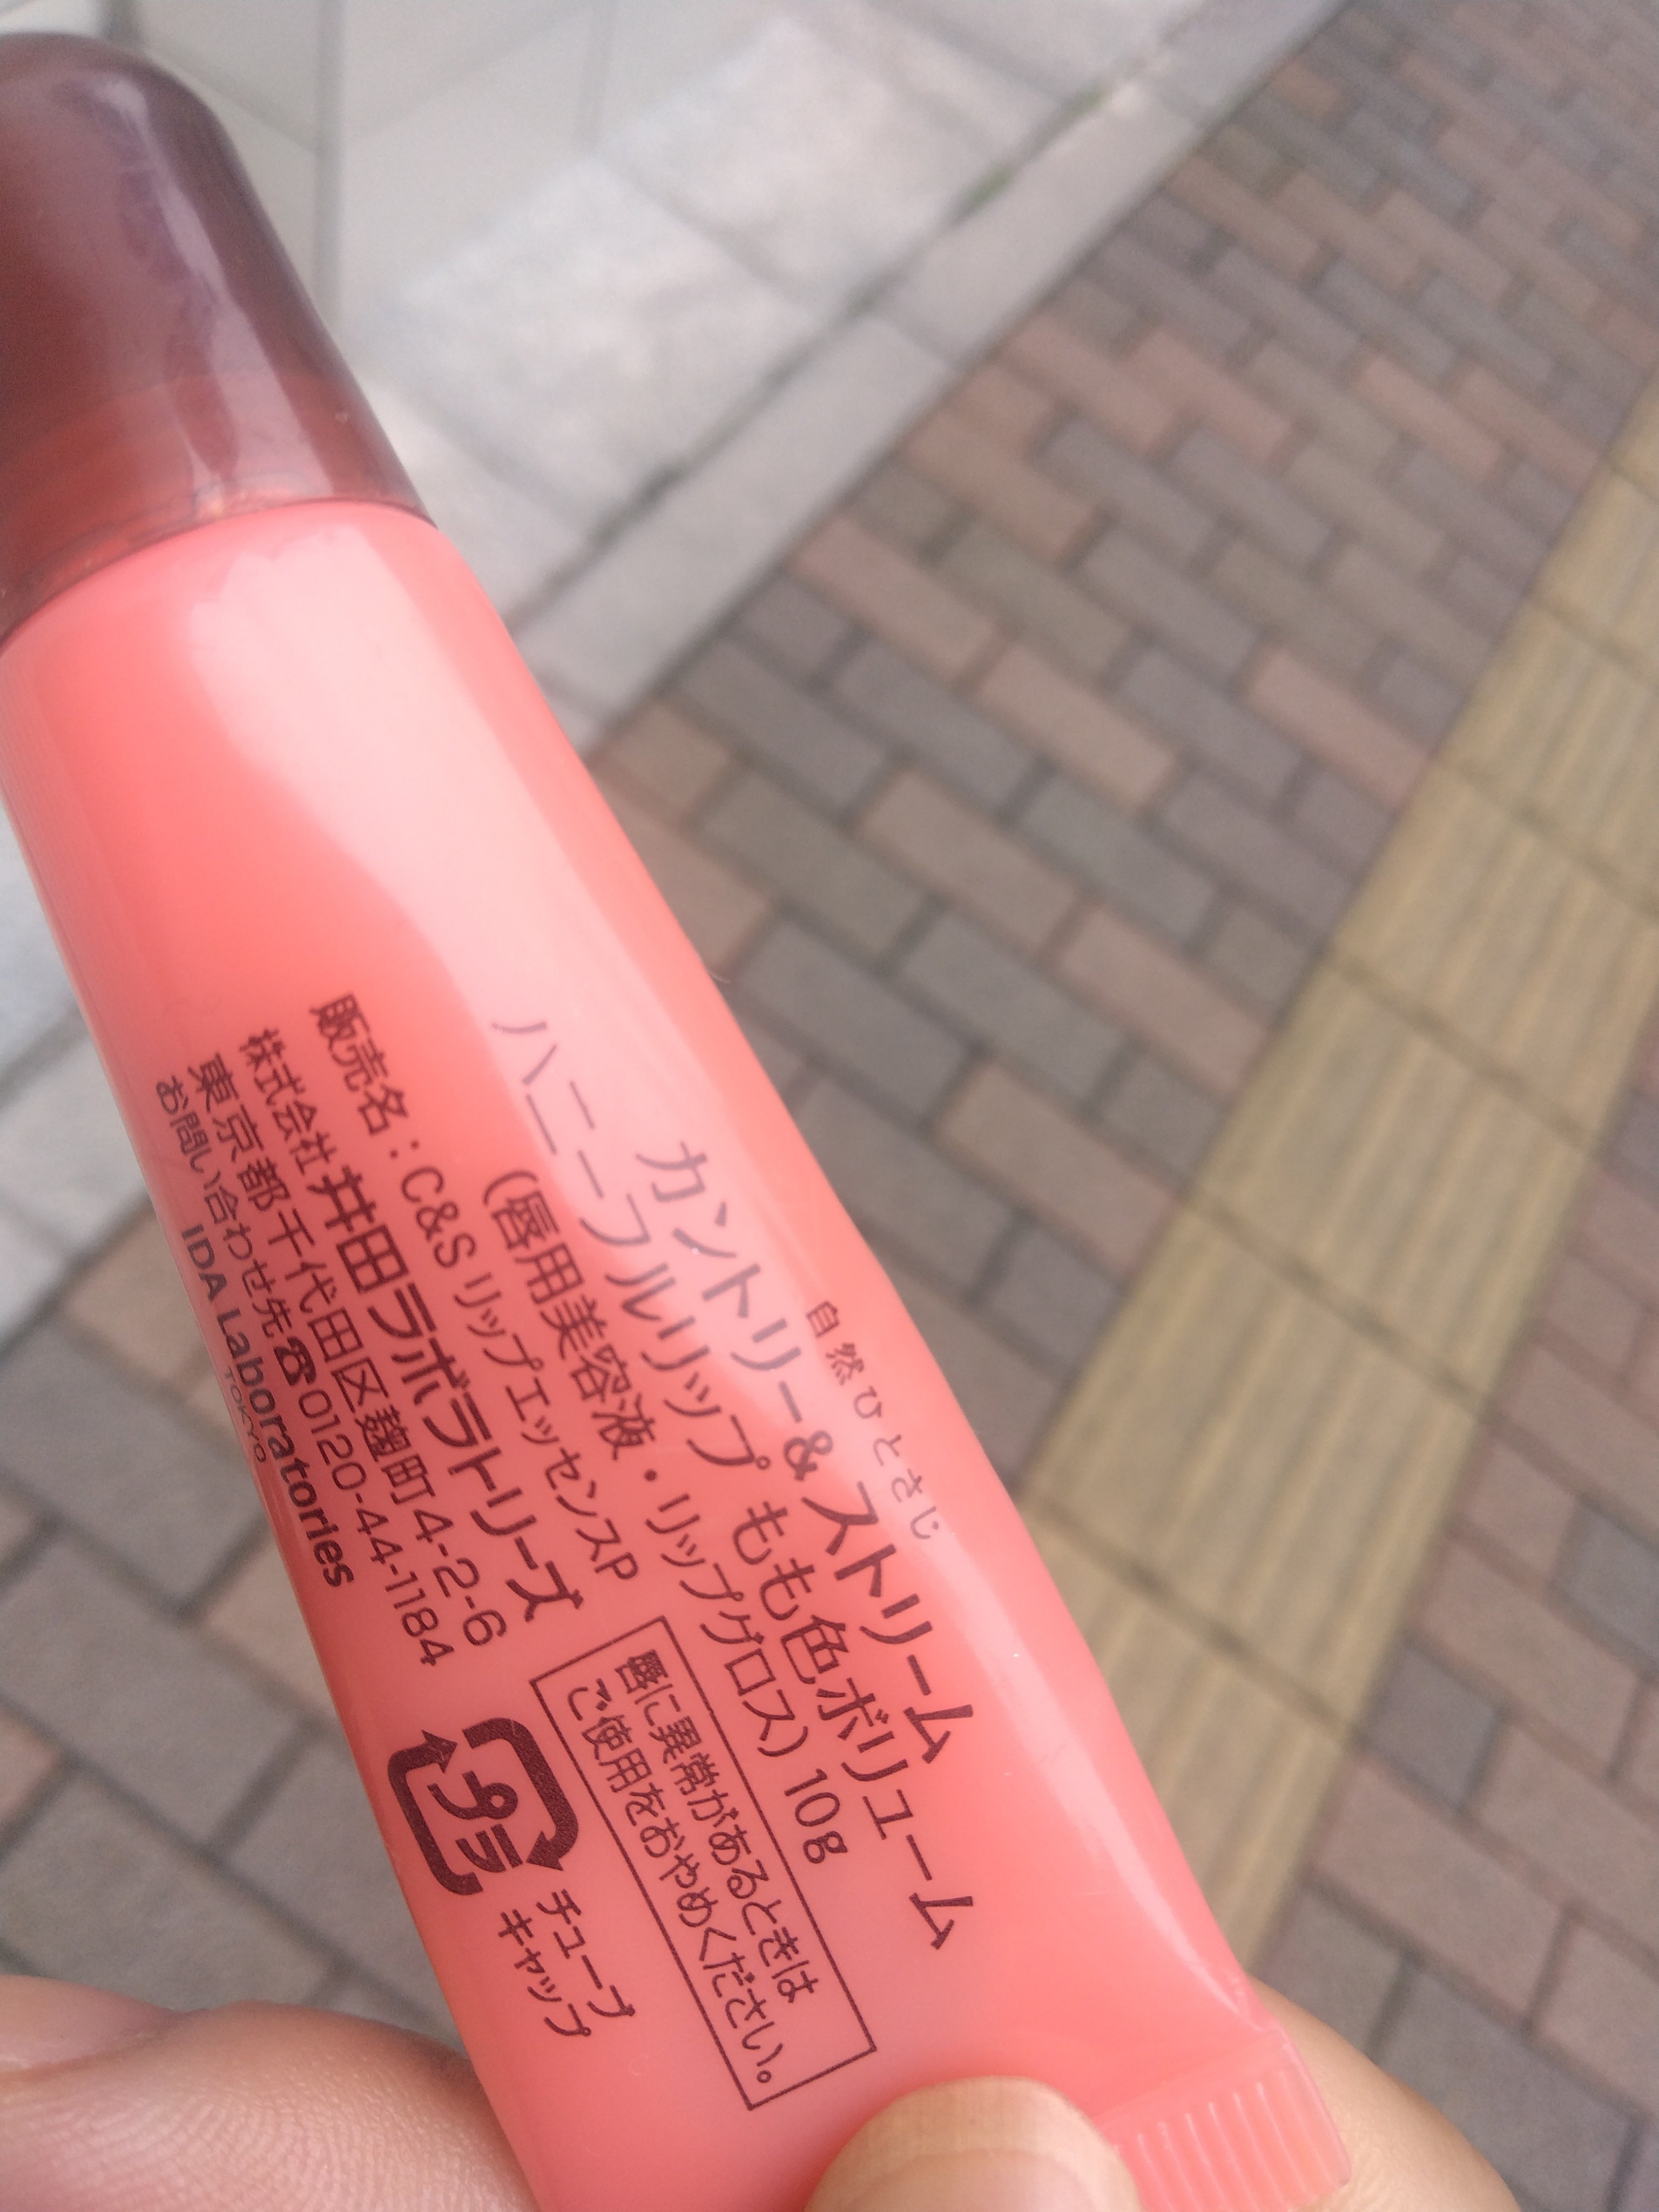 自然ひとさじ
カントリー&ストリーム
ハニーフルリップ もも色ボリューム
(唇用美容液・リップグロス) 10g
販売名:C&SリップエッセンスP
株式会社井田ラボラトリーズ
東京都千代田区麹町4-2-6
お問い合わせ先☎0120-44-1184
IDA Laboratories
TOKYO
唇に異常があるときは
ご使用をおやめください。
プラ
チューブ
キャップ